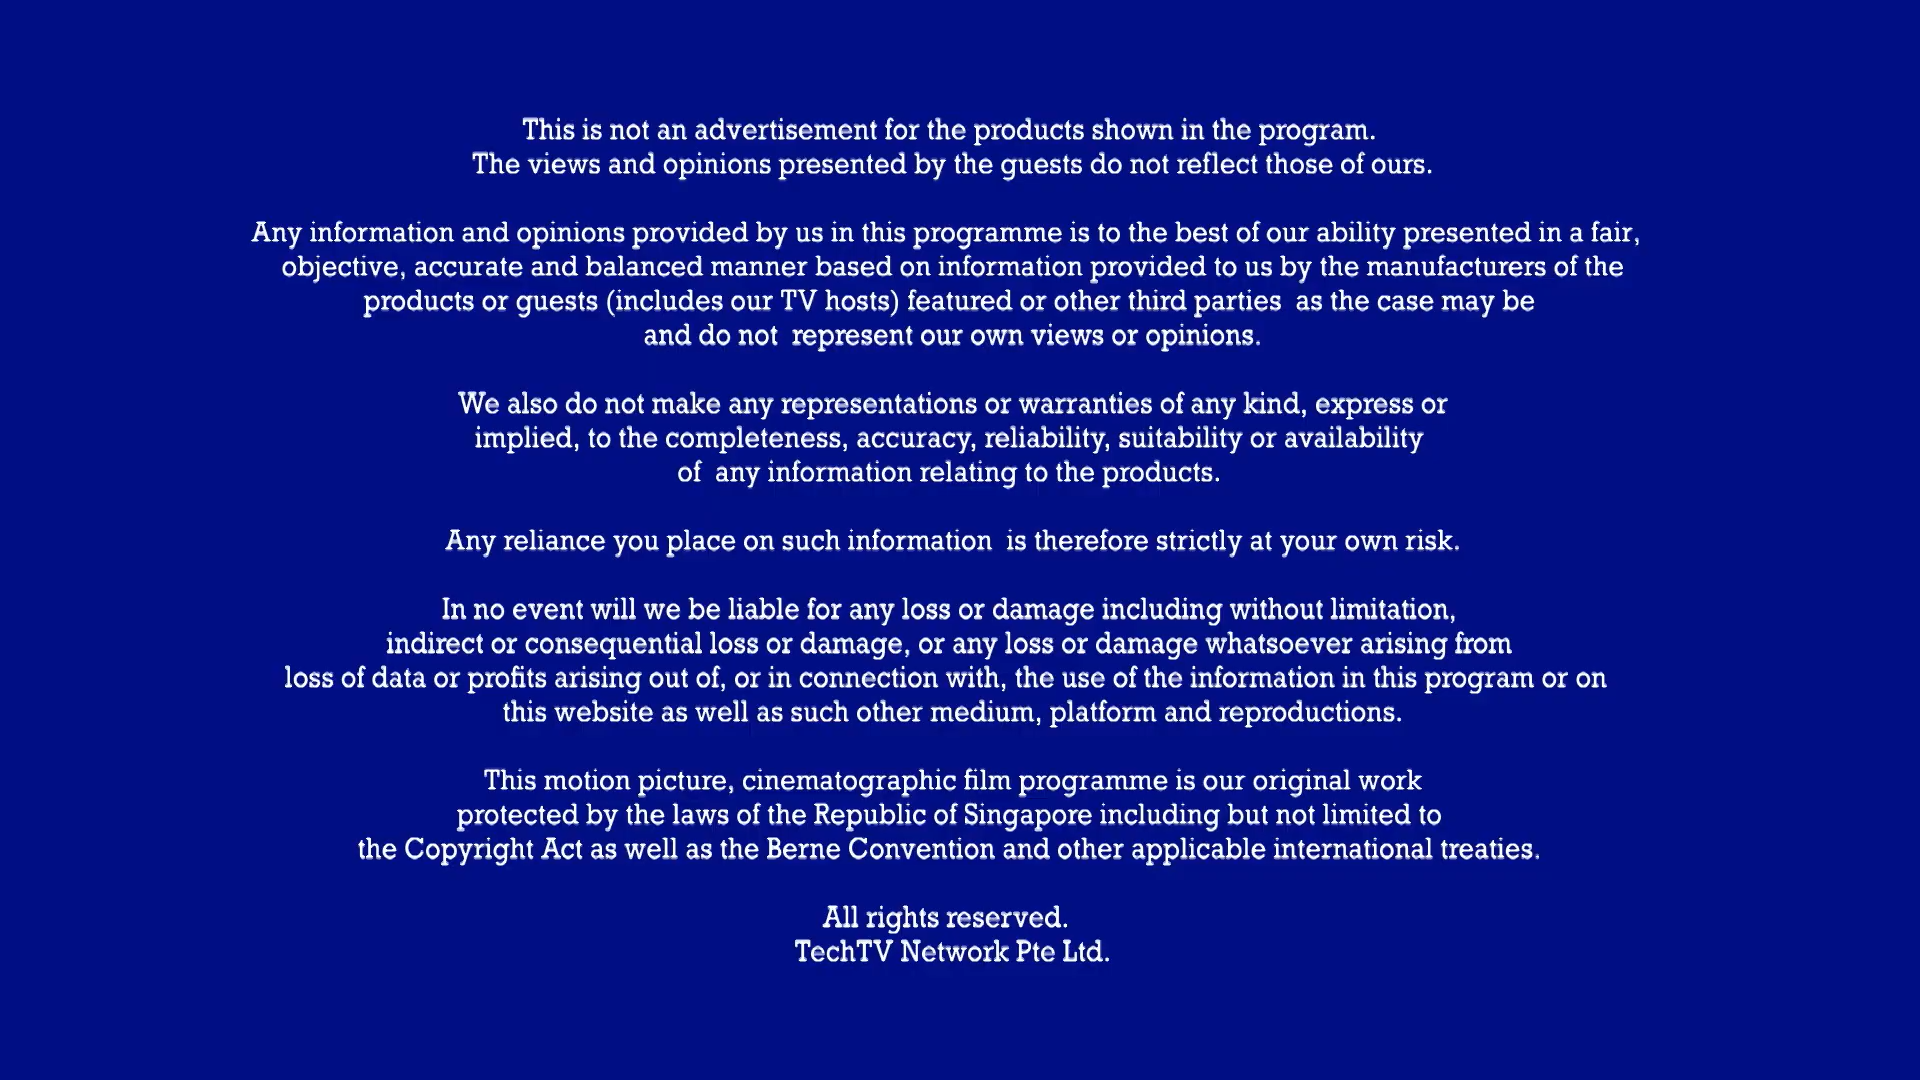 This is not an advertisement for the products shown in the program.
The views and opinions presented by the guests do not reflect those of ours.
Any information and opinions provided by us in this programme is to the best of our ability presented in a fair,
objective, accurate and balanced manner based on information provided to us by the manufacturers of the
products or guests (includes our TV hosts) featured or other third parties  as the case may be
and do not  represent our own views or opinions.
We also do not make any representations or warranties of any kind, express or
implied, to the completeness, accuracy, reliability, suitability or availability
of  any information relating to the products.
Any reliance you place on such information  is therefore strictly at your own risk.
In no event will we be liable for any loss or damage including without limitation,
indirect or consequential loss or damage, or any loss or damage whatsoever arising from
loss of data or profits arising out of, or in connection with, the use of the information in this program or on
this website as well as such other medium, platform and reproductions.
This motion picture, cinematographic film programme is our original work
protected by the laws of the Republic of Singapore including but not limited to
the Copyright Act as well as the Berne Convention and other applicable international treaties.
All rights reserved.
TechTV Network Pte Ltd.